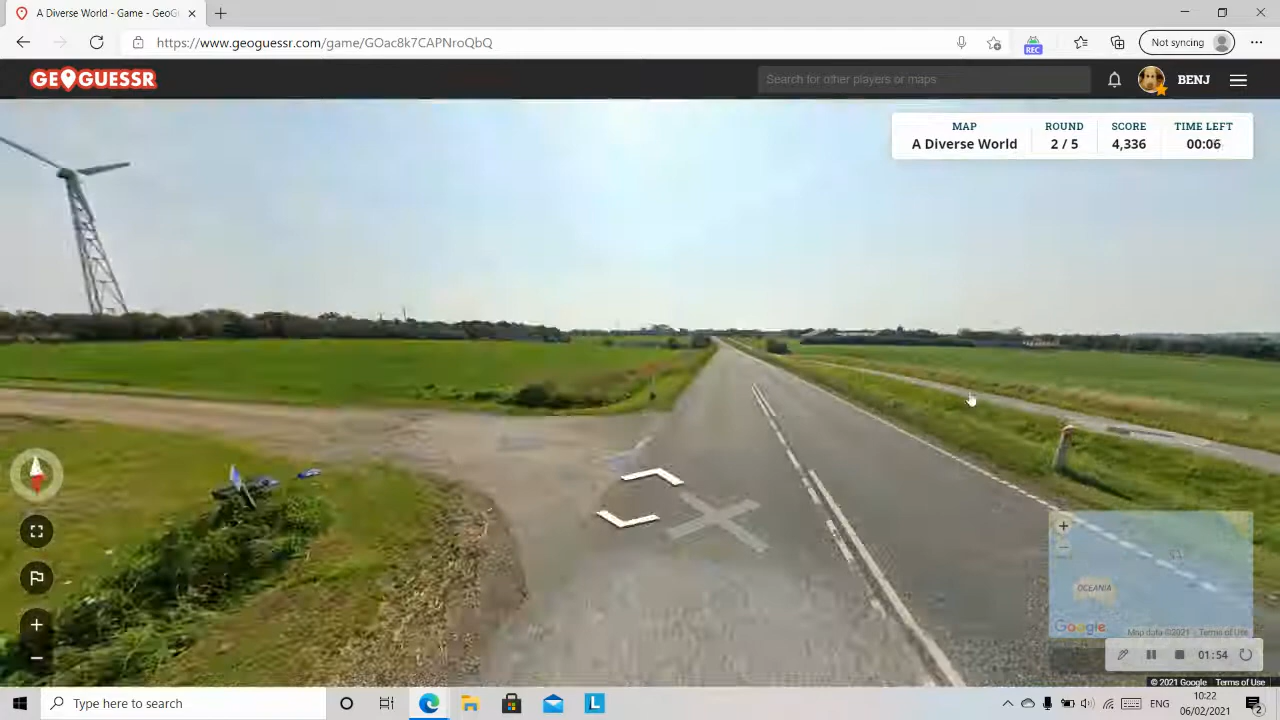 A Diverse World - Game - GeoG
https://www.geoguessr.com/game/GOac8k7CAPNroQbQ
REC
Not syncing
GEOGUESSR
Search for other players or maps
BENJ
MAP
A Diverse World
ROUND
2 / 5
SCORE
4,336
TIME LEFT
00:06
OCEANIA
Google
Map data ©2021
Terms of Use
01:54
© 2021 Google
Terms of Use
Type here to search
L
ENG
10:22
06/02/2021
2